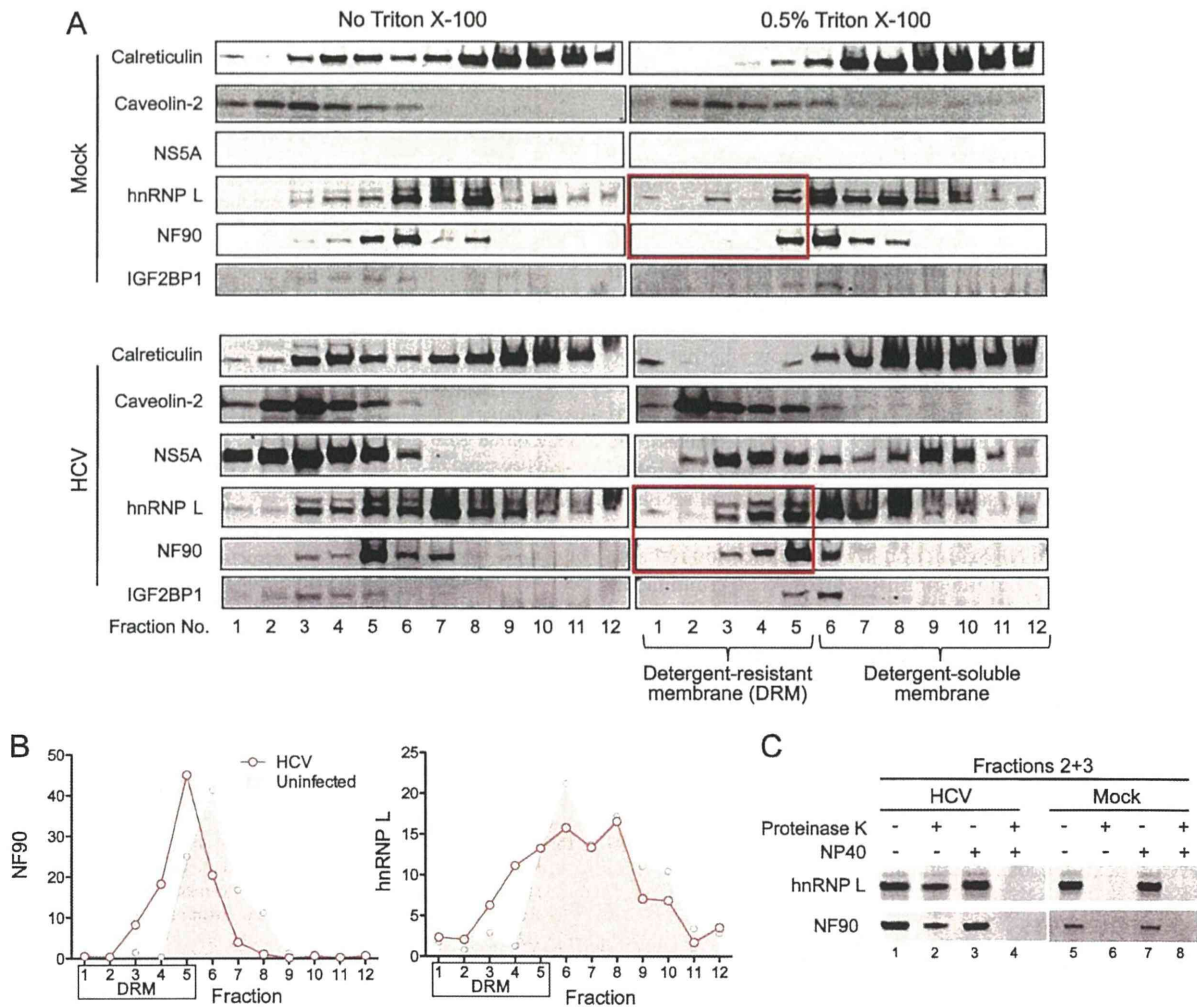 A
No Triton X-100
0.5% Triton X-100
Mock
Calreticulin
Caveolin-2
NS5A
hnRNP L
NF90
IGF2BP1
HCV
Calreticulin
Caveolin-2
NS5A
hnRNP L
NF90
IGF2BP1
Fraction No. 1 2 3 4 5 6 7 8 9 10 11 12 1 2 3 4 5 6 7 8 9 10 11 12
Detergent-resistant membrane (DRM)
Detergent-soluble membrane
B
NF90
50
40
30
20
10
0
HCV
Uninfected
1 2 3 4 5 6 7 8 9 10 11 12
DRM
Fraction
hnRNP L
25
20
15
10
5
0
1 2 3 4 5 6 7 8 9 10 11 12
DRM
Fraction
C
Fractions 2+3
HCV Mock
Proteinase K - + - + - + - +
NP40 - - + + - - + +
hnRNP L
NF90
1 2 3 4 5 6 7 8